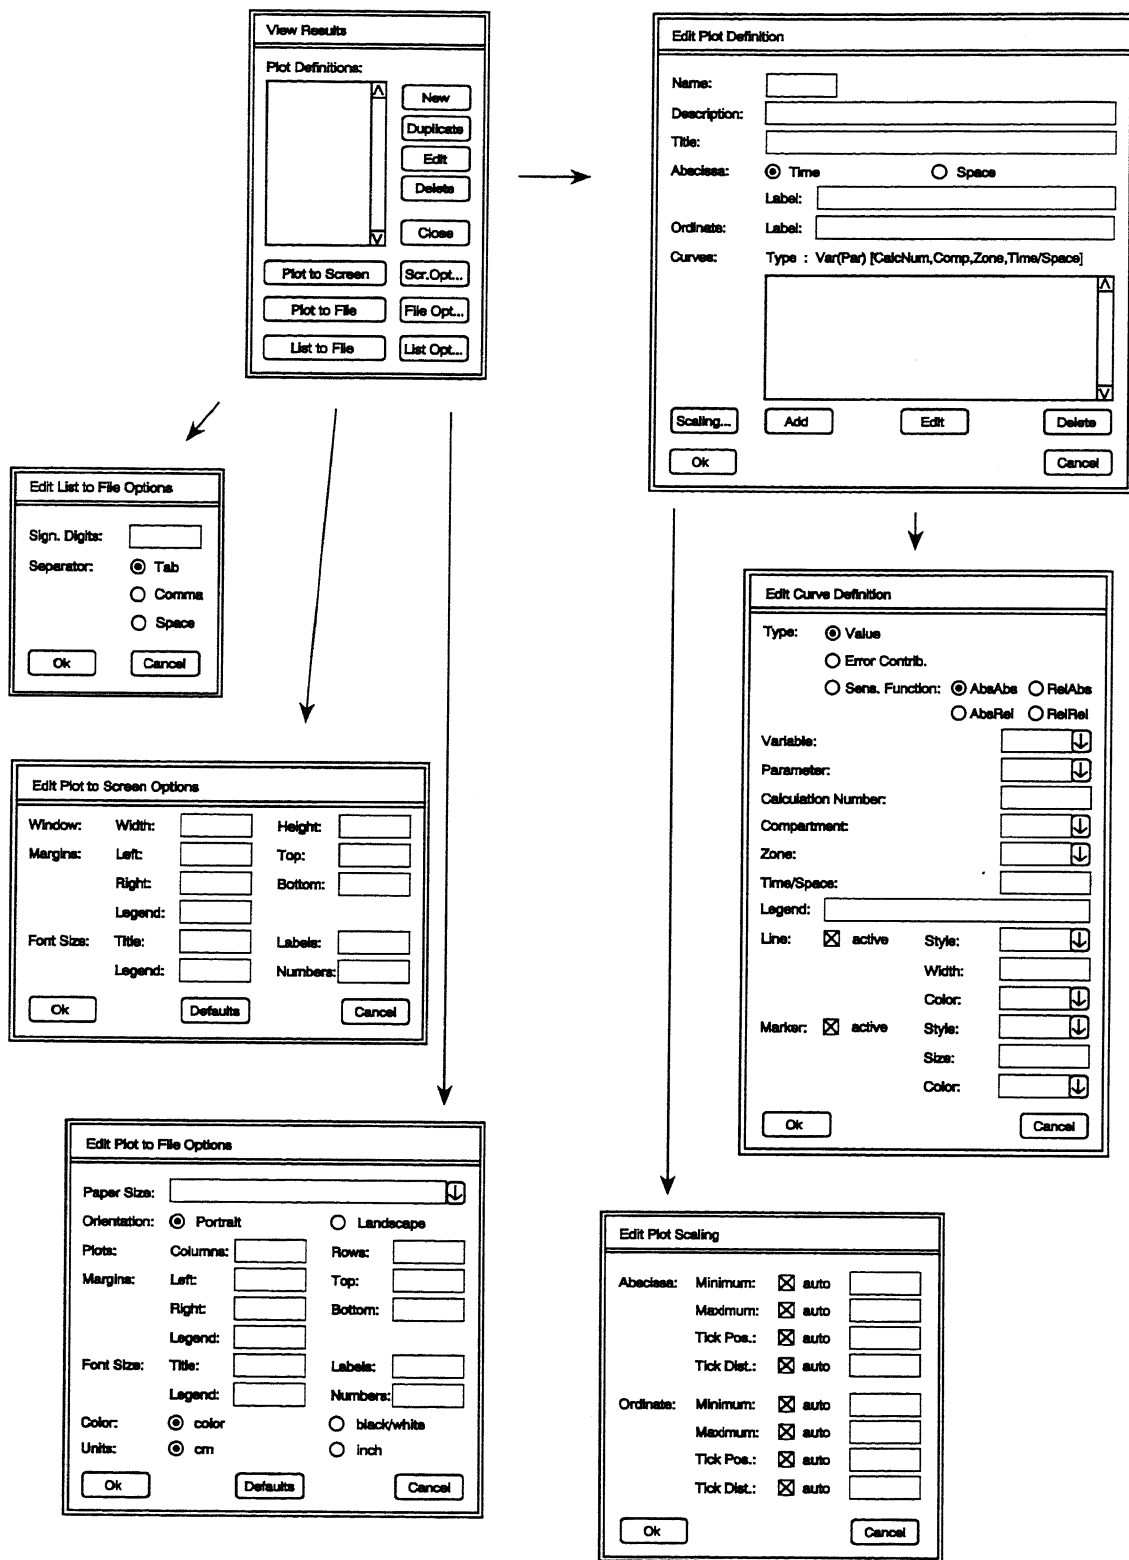 View Results
Plot Definitions:
New
Duplicate
Edit
Delete
Close
Plot to Screen Scr.Opt...
Plot to File File Opt...
List to File List Opt...
Edit Plot Definition
Name:
Description:
Title:
Abscissa: Time Space
Label:
Ordinate: Label:
Curves: Type : Var(Par) [CalcNum,Comp,Zone,Time/Space]
Scaling... Add Edit Delete
Ok Cancel
Edit List to File Options
Sign. Digits:
Separator: Tab
Comma
Space
Ok Cancel
Edit Curve Definition
Type: Value
Error Contrib.
Sens. Function: AbsAbs RelAbs
AbsRel RelRel
Variable:
Parameter:
Calculation Number:
Compartment:
Zone:
Time/Space:
Legend:
Line: active Style:
Width:
Color:
Marker: active Style:
Size:
Color:
Ok Cancel
Edit Plot to Screen Options
Window: Width: Height:
Margins: Left: Top:
Right: Bottom:
Legend:
Font Size: Title: Labels:
Legend: Numbers:
Ok Defaults Cancel
Edit Plot to File Options
Paper Size:
Orientation: Portrait Landscape
Plots: Columns: Rows:
Margins: Left: Top:
Right: Bottom:
Legend:
Font Size: Title: Labels:
Legend: Numbers:
Color: color black/white
Units: cm inch
Ok Defaults Cancel
Edit Plot Scaling
Abscissa: Minimum: auto
Maximum: auto
Tick Pos.: auto
Tick Dist.: auto
Ordinate: Minimum: auto
Maximum: auto
Tick Pos.: auto
Tick Dist.: auto
Ok Cancel